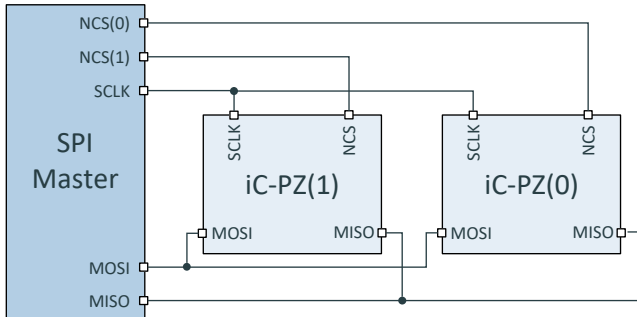 NCS(0)
NCS(1)
SCLK
SPI
Master
MOSI
MISO
SCLK
NCS
iC-PZ(1)
MOSI
MISO
SCLK
NCS
iC-PZ(0)
MOSI
MISO